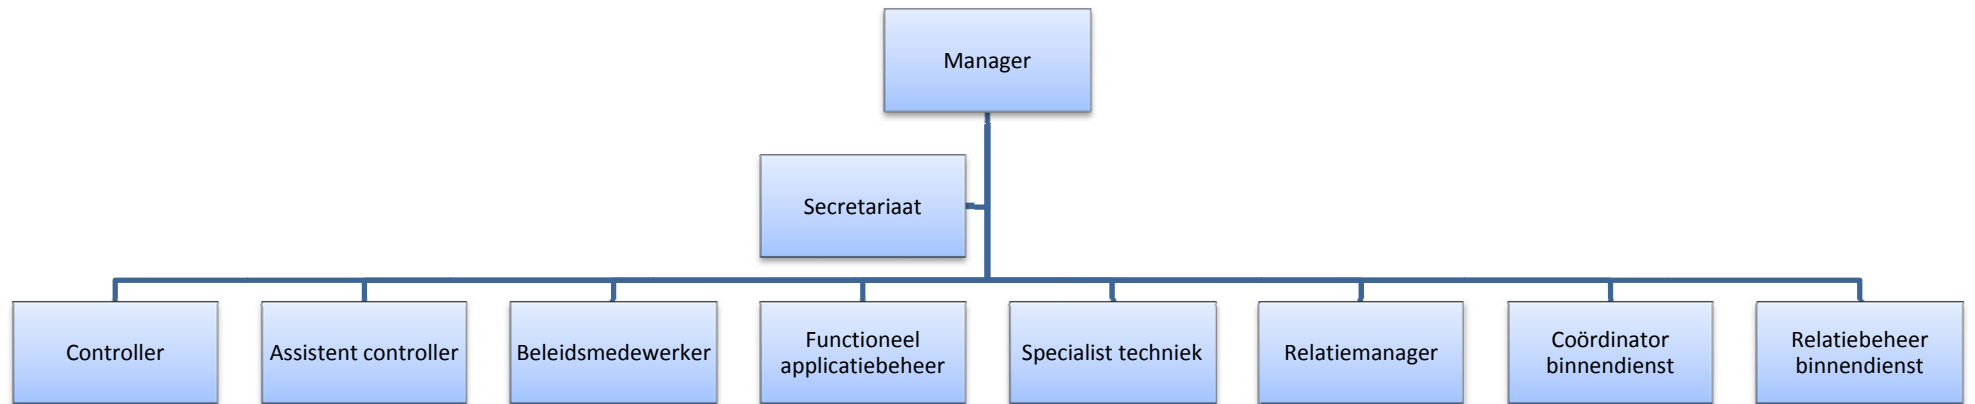 Manager
Secretariaat
Controller
Assistent controller
Beleidsmedewerker
Functioneel
applicatiebeheer
Specialist techniek
Relatiemanager
Coördinator
binnendienst
Relatiebeheer
binnendienst